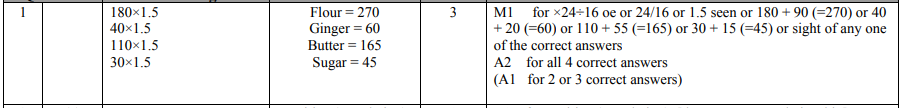 1 180×1.5 Flour = 270 3 M1 for ×24÷16 oe or 24/16 or 1.5 seen or 180 + 90 (=270) or 40
40×1.5 Ginger = 60 + 20 (=60) or 110 + 55 (=165) or 30 + 15 (=45) or sight of any one
110×1.5 Butter = 165 of the correct answers
30×1.5 Sugar = 45 A2 for all 4 correct answers
(A1 for 2 or 3 correct answers)